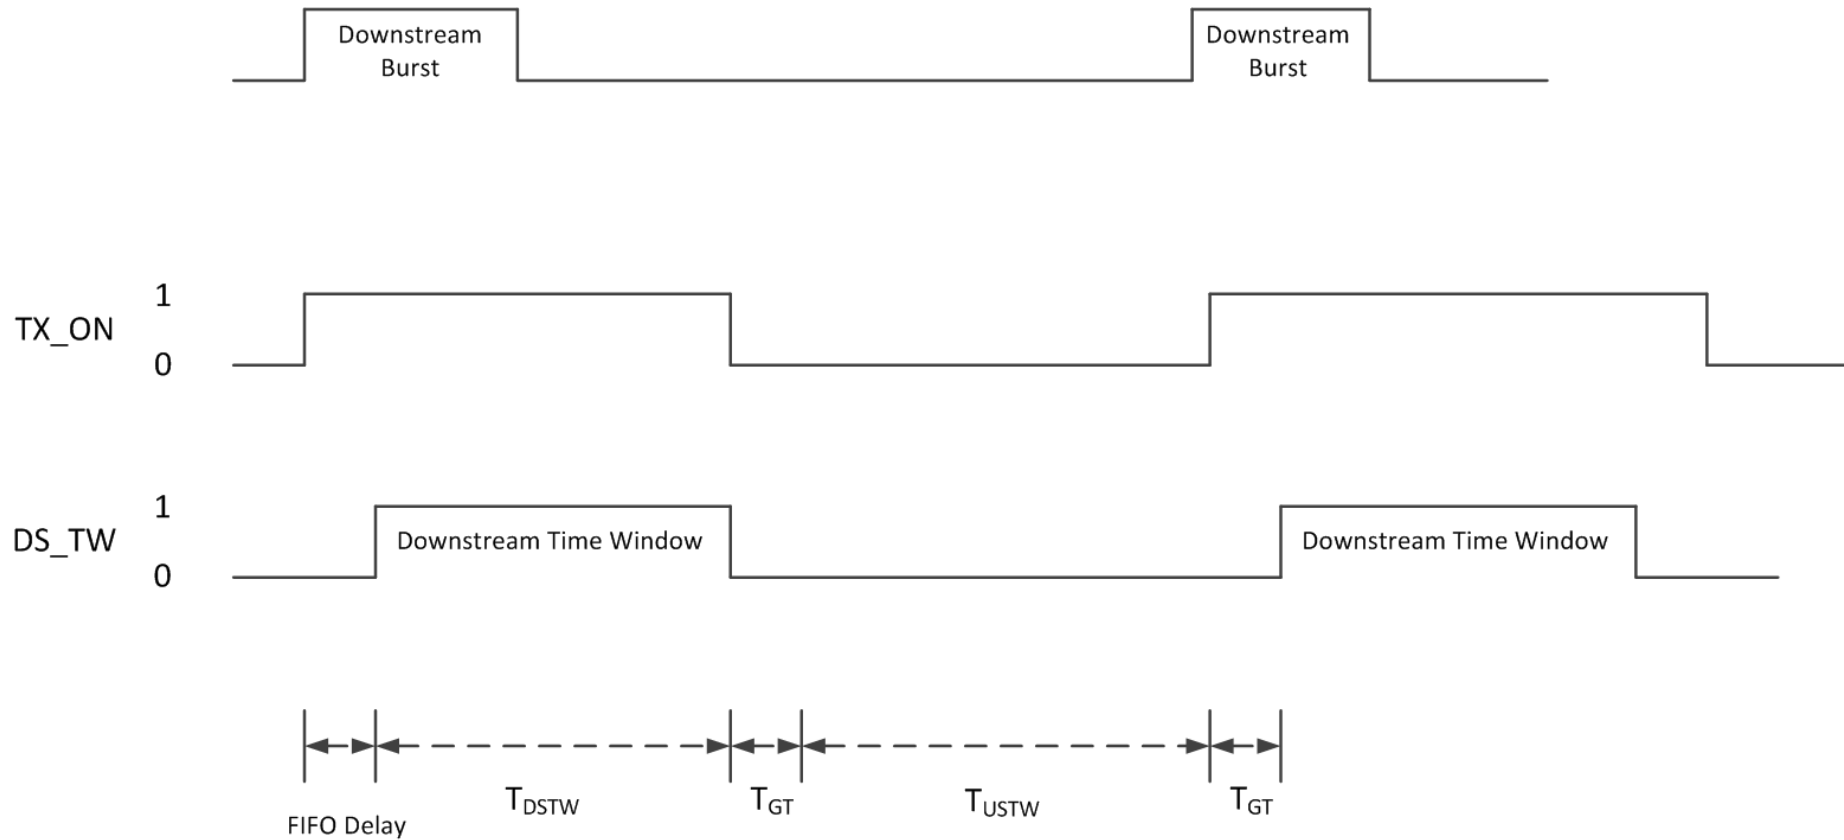 Downstream
Burst
Downstream
Burst
TX_ON
1
0
DS_TW
1
0
Downstream Time Window
Downstream Time Window
FIFO Delay
TDSTW
TGT
TUSTW
TGT